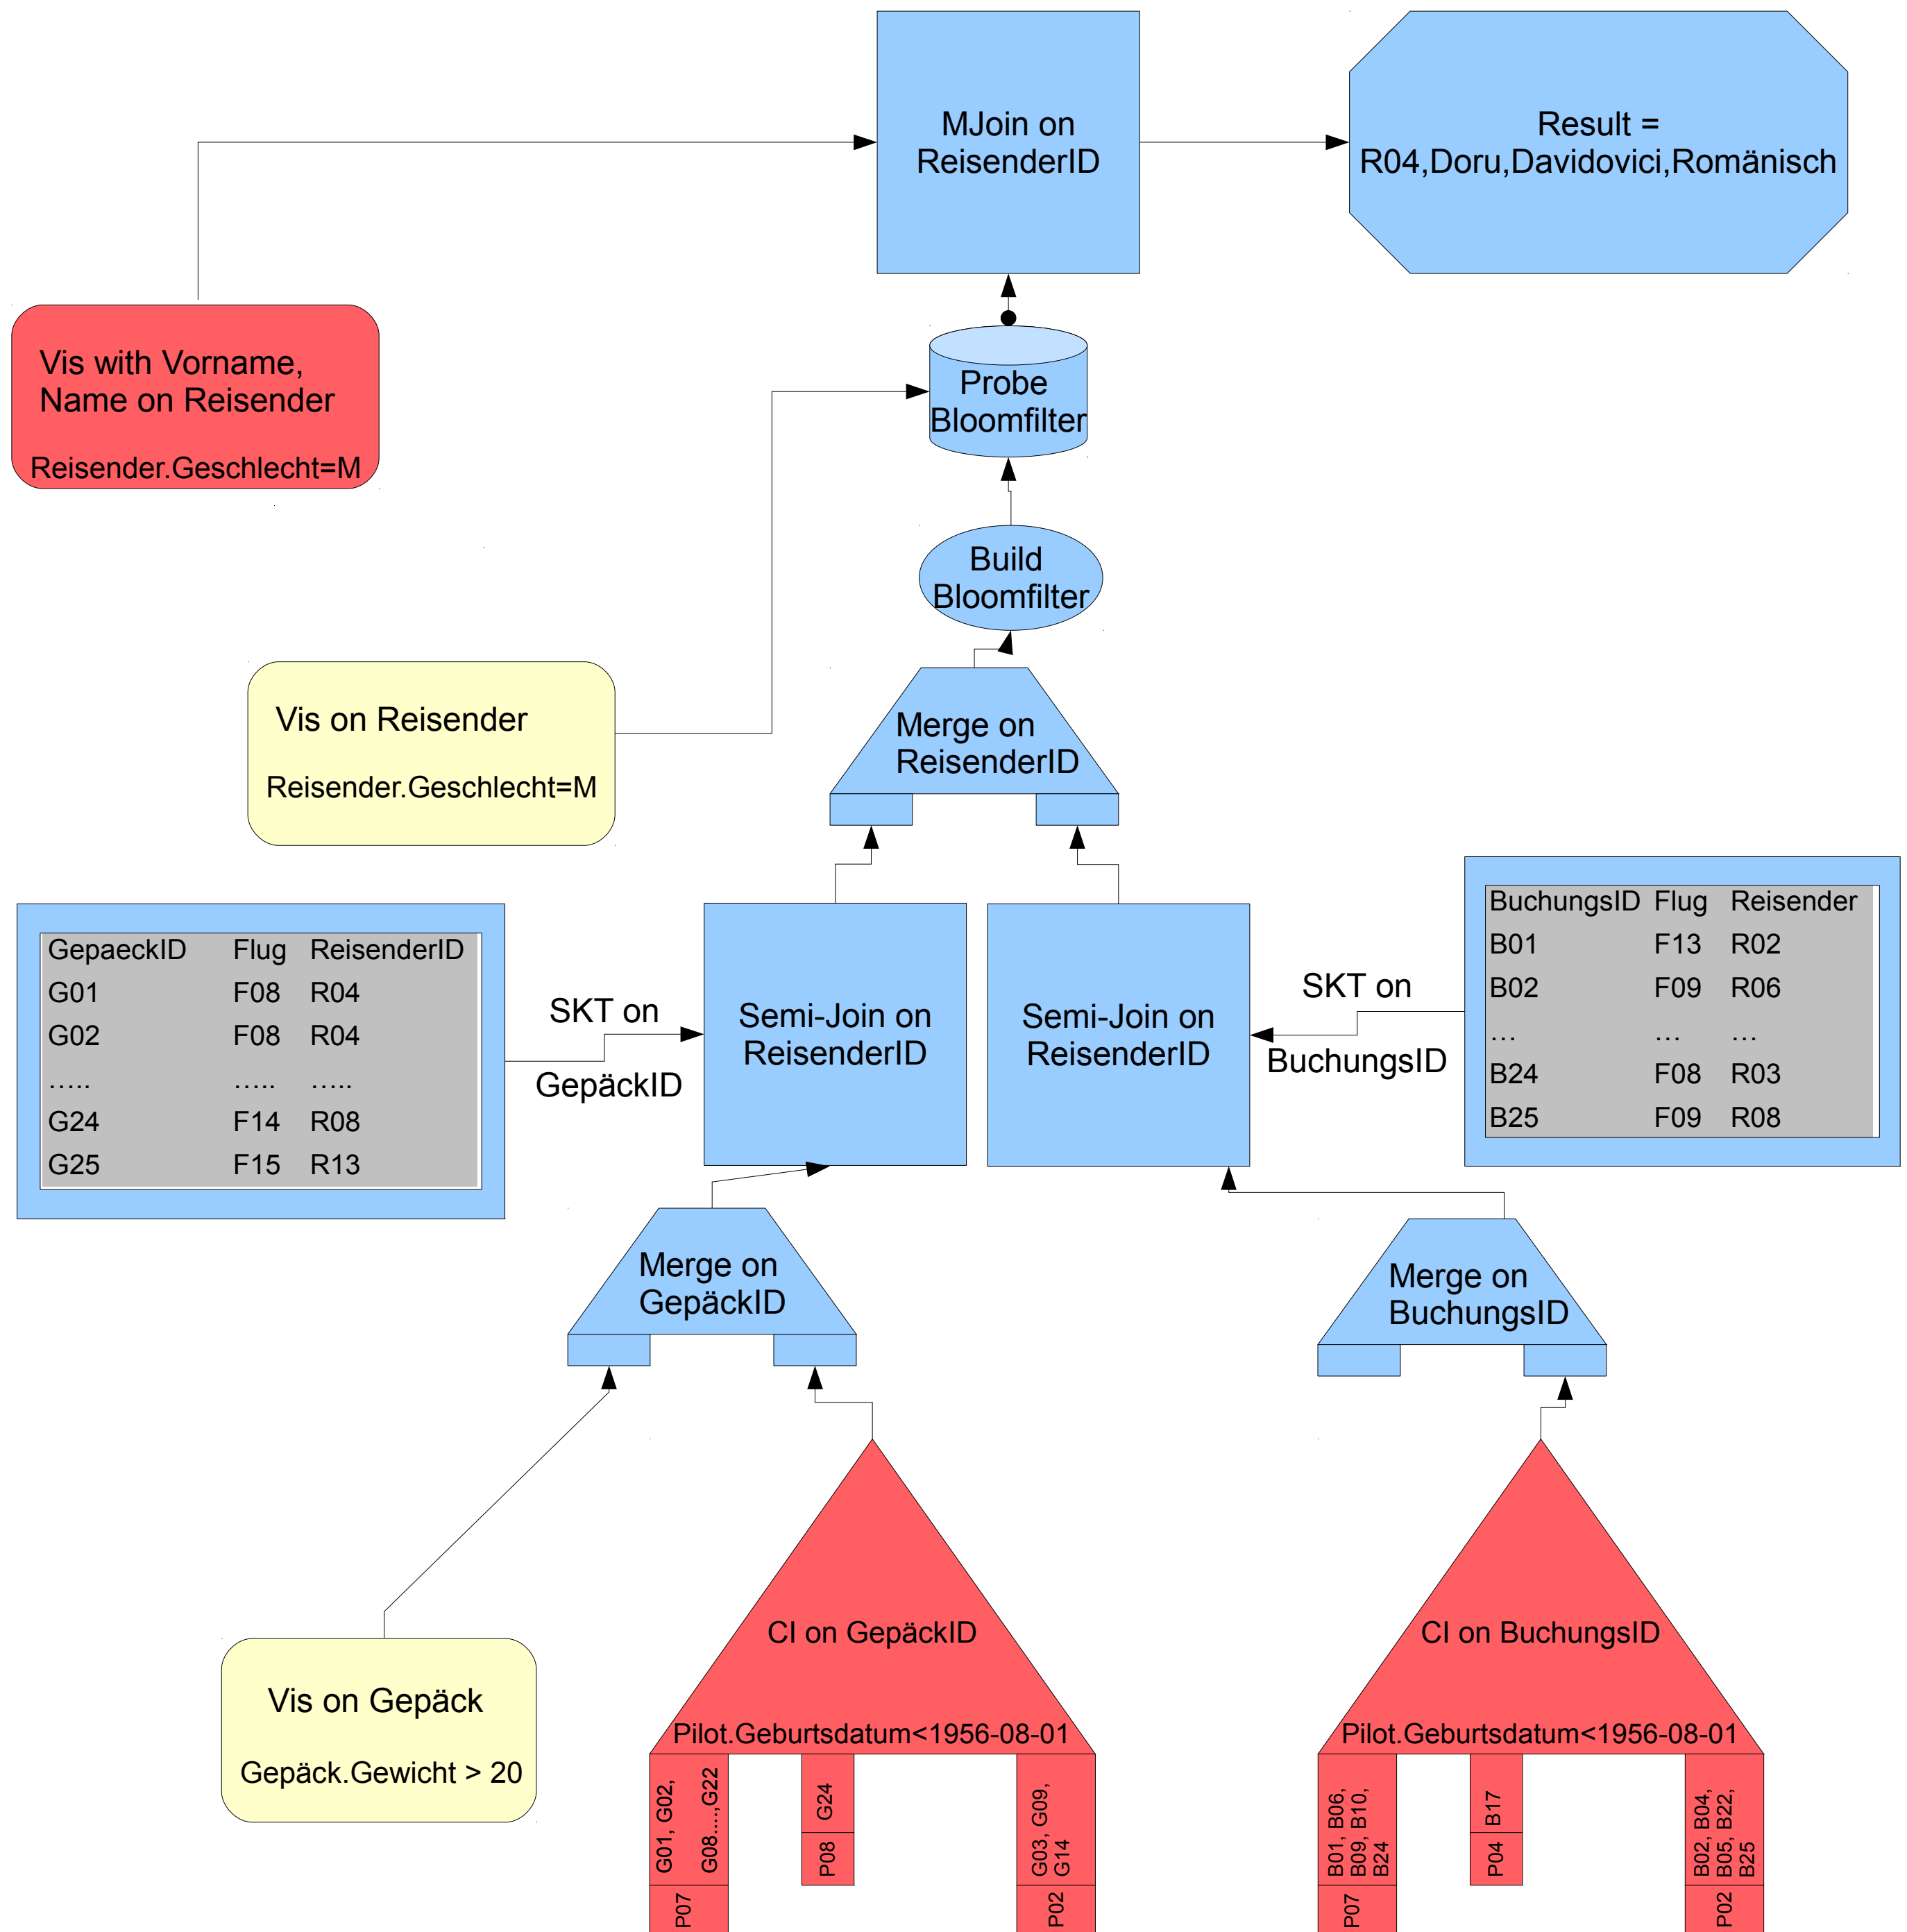 MJoin on
ReisenderID
Result =
R04,Doru,Davidovici,Romänisch
Vis with Vorname,
Name on Reisender
Reisender.Geschlecht=M
Probe
Bloomfilter
Build
Bloomfilter
Vis on Reisender
Reisender.Geschlecht=M
Merge on
ReisenderID
GepaeckID Flug ReisenderID
G01 F08 R04
G02 F08 R04
….. ….. …..
G24 F14 R08
G25 F15 R13
SKT on
GepäckID
Semi-Join on
ReisenderID
Semi-Join on
ReisenderID
SKT on
BuchungsID
BuchungsID Flug Reisender
B01 F13 R02
B02 F09 R06
… … …
B24 F08 R03
B25 F09 R08
Merge on
GepäckID
Merge on
BuchungsID
Vis on Gepäck
Gepäck.Gewicht > 20
CI on GepäckID
Pilot.Geburtsdatum<1956-08-01
G01, G02,
G08....,G22
P07
G24
P08
G03, G09,
G14
P02
CI on BuchungsID
Pilot.Geburtsdatum<1956-08-01
B01, B06,
B09, B10,
B24
P07
B17
P04
B02, B04,
B05, B22,
B25
P02